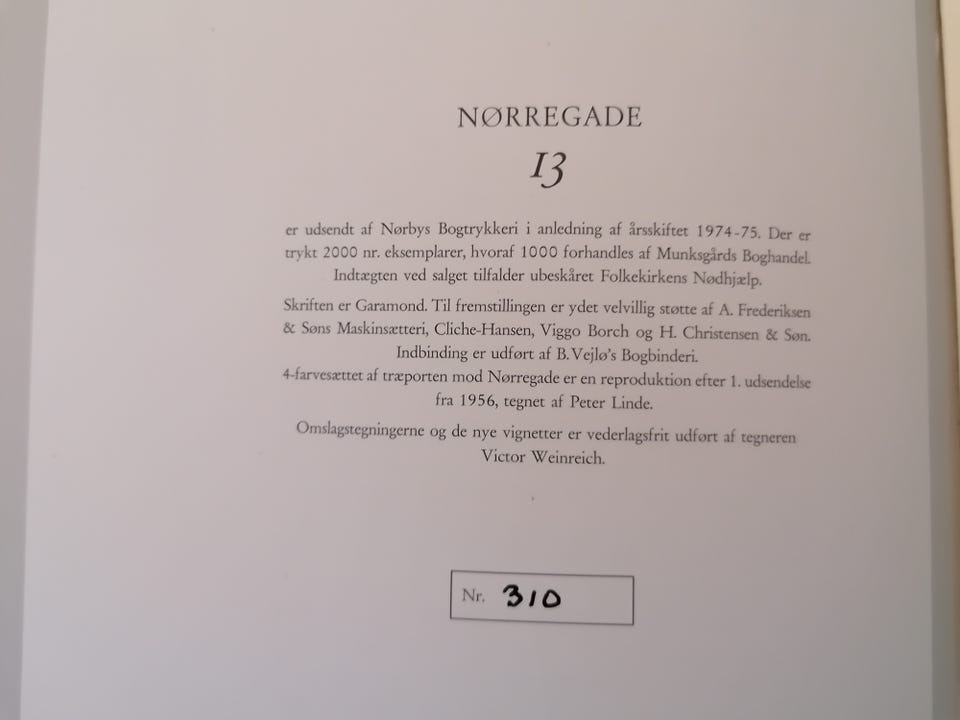 NØRREGADE
13
er udsendt af Nørbys Bogtrykkeri i anledning af årsskiftet 1974-75. Der er
trykt 2000 nr. eksemplarer, hvoraf 1000 forhandles af Munksgårds Boghandel.
Indtægten ved salget tilfalder ubeskåret Folkekirkens Nødhjælp.
Skriften er Garamond. Til fremstillingen er ydet velvillig støtte af A. Frederiksen
& Søns Maskinsætteri, Cliche-Hansen, Viggo Borch og H. Christensen & Søn.
Indbinding er udført af B. Vejlø's Bogbinderi.
4-farvesættet af træporten mod Nørregade er en reproduktion efter 1. udsendelse
fra 1956, tegnet af Peter Linde.
Omslagstegningerne og de nye vignetter er vederlagsfrit udført af tegneren
Victor Weinreich.
Nr. 310